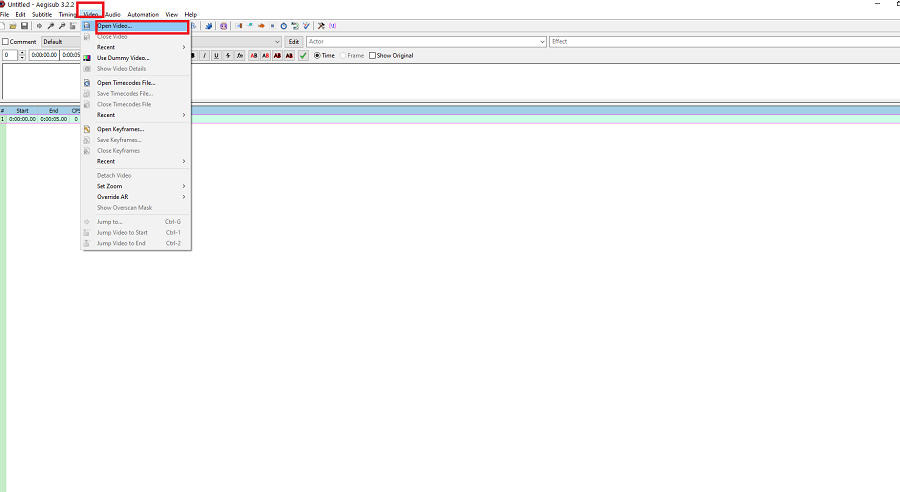 Untitled - Aegisub 3.2.2
File Edit Subtitle Timing Video Audio Automation View Help
Open Video...
Close Video
Recent
Use Dummy Video...
Show Video Details
Open Timecodes File...
Save Timecodes File...
Close Timecodes File
Recent
Open Keyframes...
Save Keyframes...
Close Keyframes
Recent
Detach Video
Set Zoom
Override AR
Show Overscan Mask
Jump to... Ctrl-G
Jump Video to Start Ctrl-1
Jump Video to End Ctrl-2
Comment Default Edit Actor Effect
0 0:00:00.00 0:00:05 I U S fn AB AB AB AB Time Frame Show Original
# Start End CPS
1 0:00:00.00 0:00:05.00 0